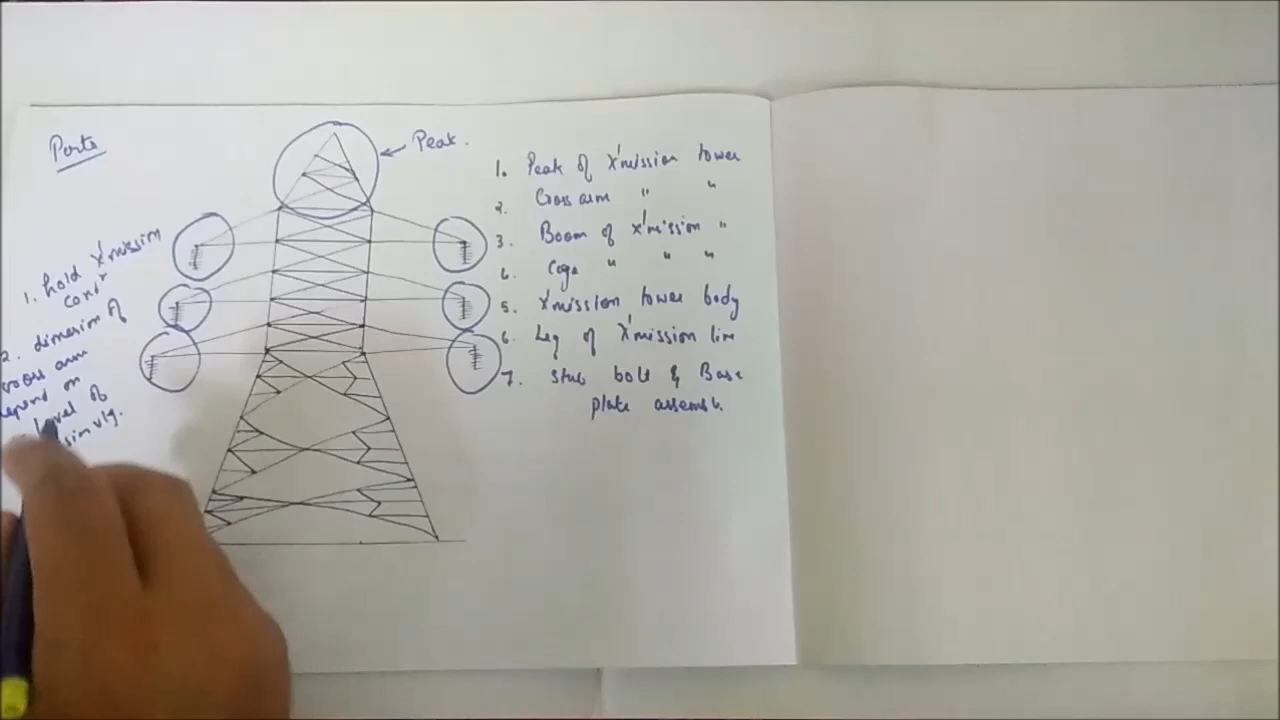 Parts
Peak.
1. Peak of X'mission tower
2. Cross arm " "
3. Boom of X'mission "
4. Cage " " "
5. X'mission tower body
6. Leg of X'mission line
7. Stub bolt & Base
plate assemb.
1. hold X'mission
2. dimension of
cross arm
depend on
level of